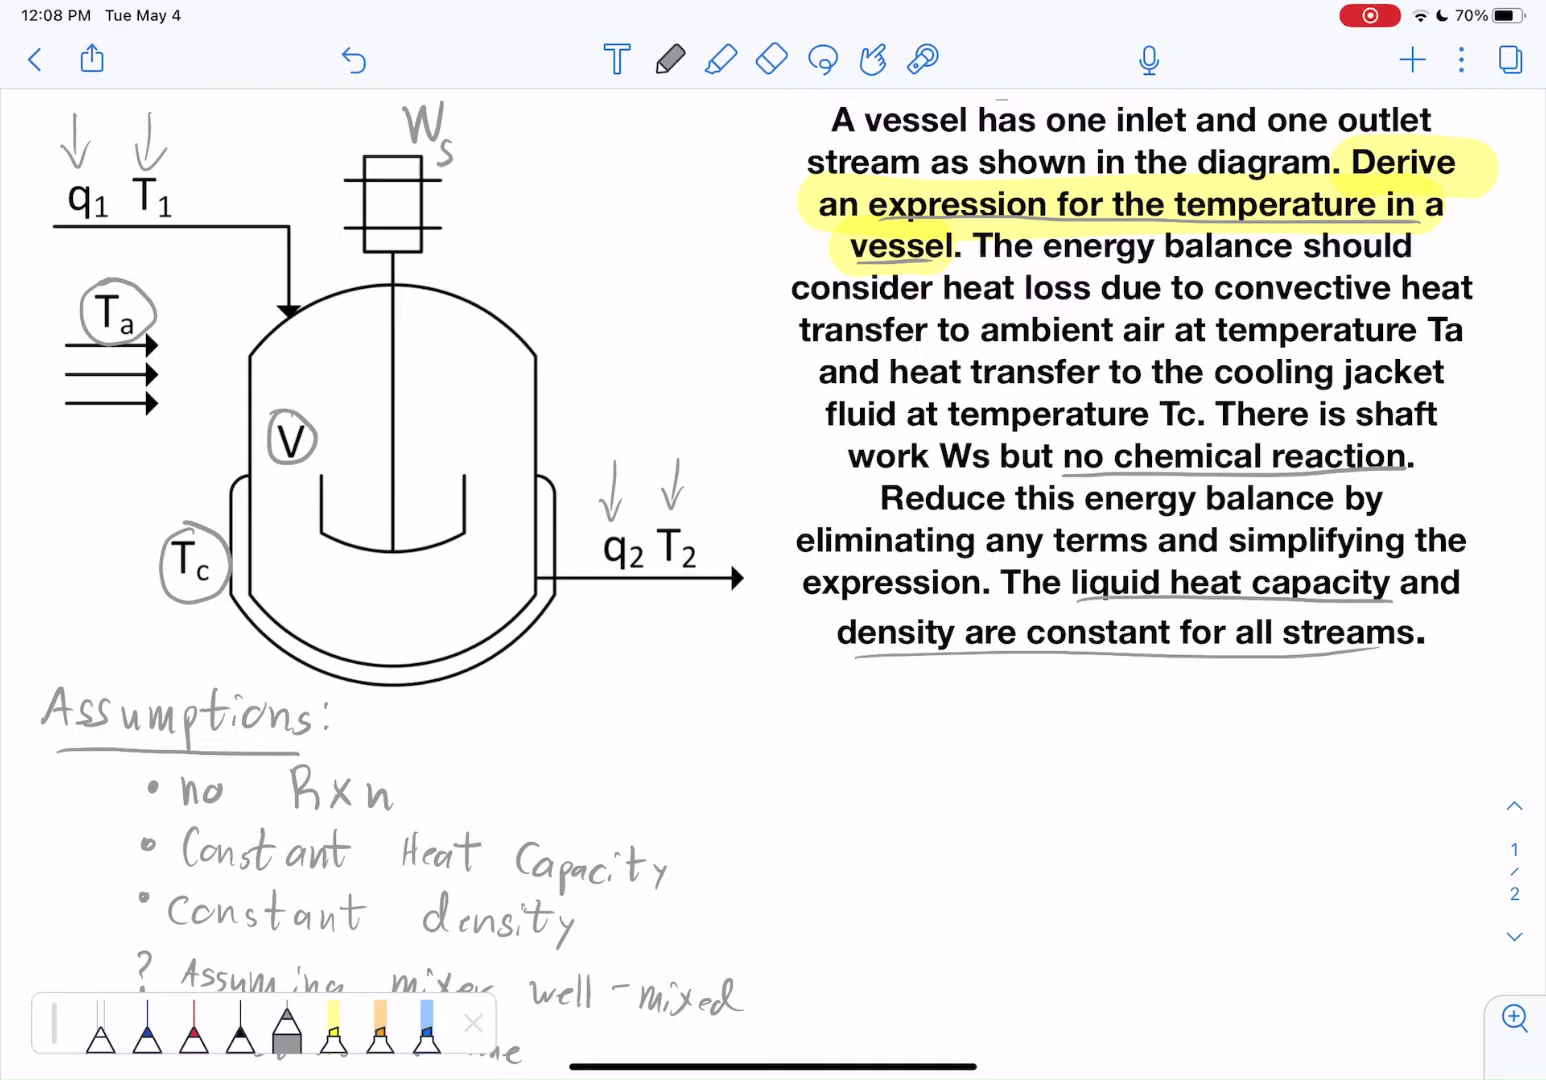 12:08 PM Tue May 4
70%
Ws
q1 T1
Ta
V
Tc
q2 T2
A vessel has one inlet and one outlet
stream as shown in the diagram. Derive
an expression for the temperature in a
vessel. The energy balance should
consider heat loss due to convective heat
transfer to ambient air at temperature Ta
and heat transfer to the cooling jacket
fluid at temperature Tc. There is shaft
work Ws but no chemical reaction.
Reduce this energy balance by
eliminating any terms and simplifying the
expression. The liquid heat capacity and
density are constant for all streams.
Assumptions:
• no Rxn
• Constant Heat Capacity
• constant density
? Assuming mixer well-mixed
1
/
2